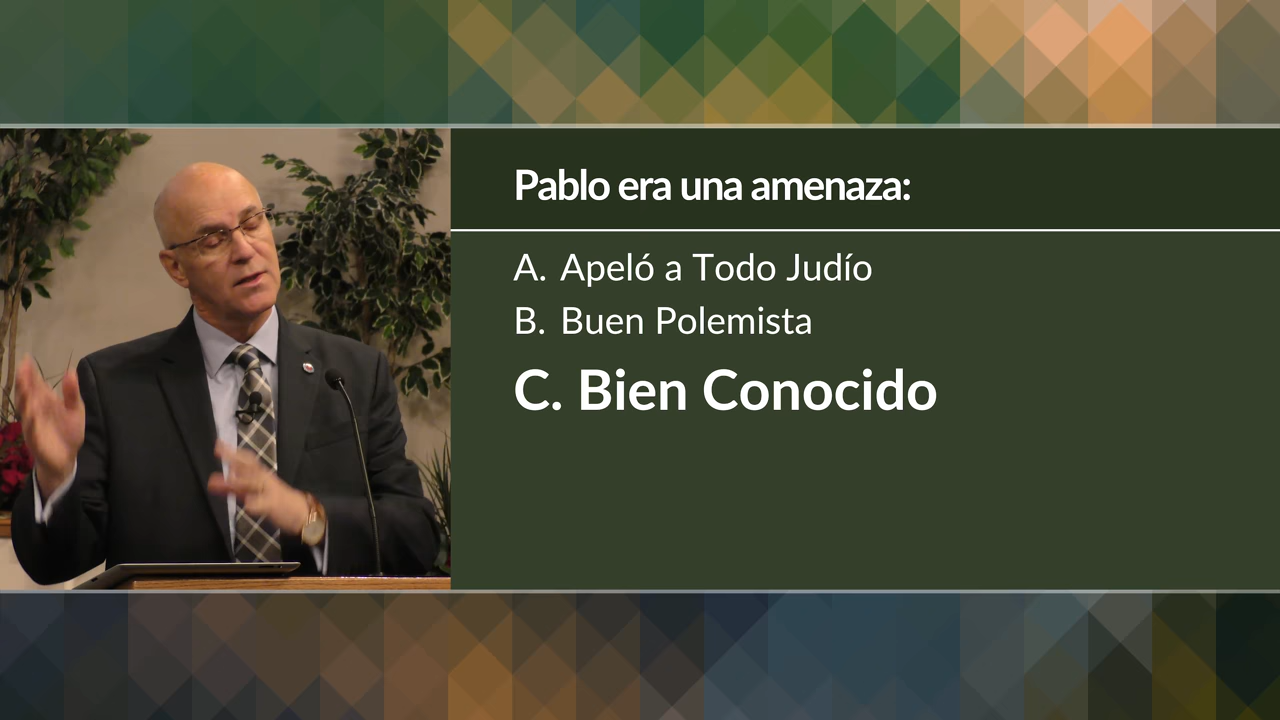 Pablo era una amenaza:
A. Apeló a Todo Judío
B. Buen Polemista
C. Bien Conocido